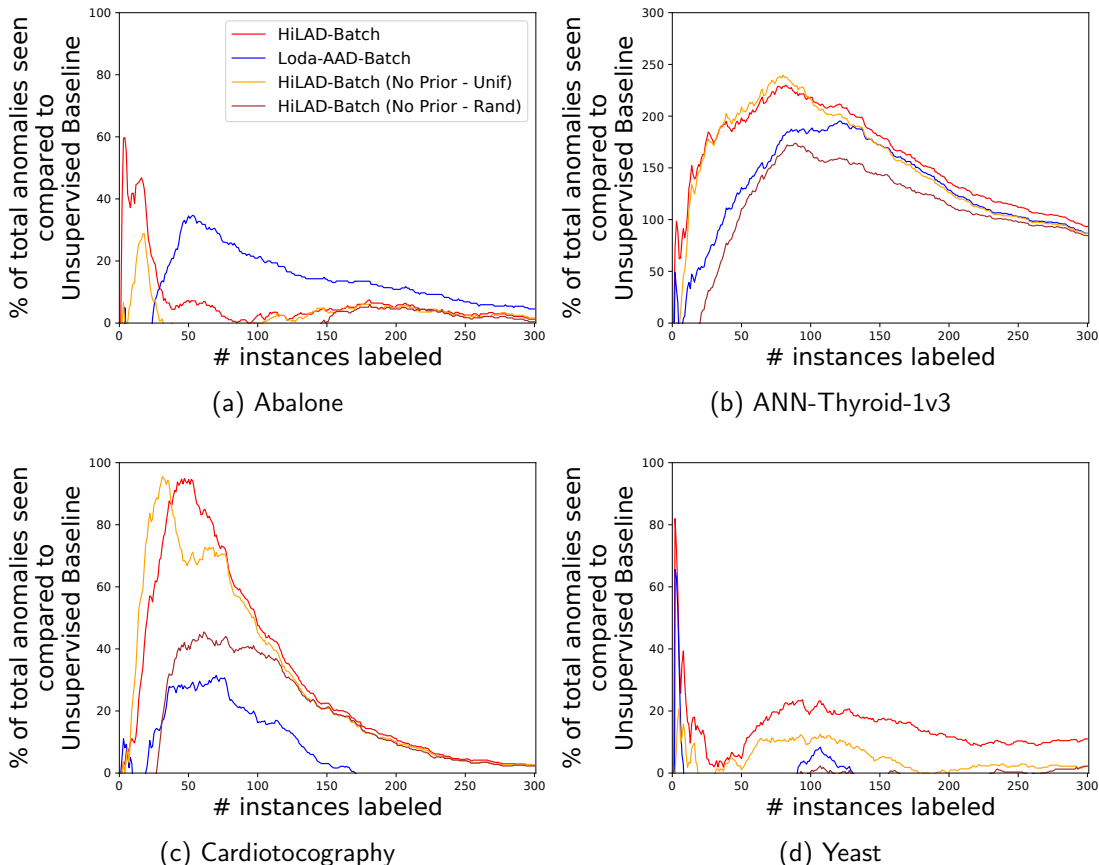 % of total anomalies seen
compared to
Unsupervised Baseline
100
80
60
40
20
0
HiLAD-Batch
Loda-AAD-Batch
HiLAD-Batch (No Prior - Unif)
HiLAD-Batch (No Prior - Rand)
0 50 100 150 200 250 300
# instances labeled
(a) Abalone
% of total anomalies seen
compared to
Unsupervised Baseline
300
250
200
150
100
50
0
0 50 100 150 200 250 300
# instances labeled
(b) ANN-Thyroid-1v3
% of total anomalies seen
compared to
Unsupervised Baseline
100
80
60
40
20
0
0 50 100 150 200 250 300
# instances labeled
(c) Cardiotocography
% of total anomalies seen
compared to
Unsupervised Baseline
100
80
60
40
20
0
0 50 100 150 200 250 300
# instances labeled
(d) Yeast